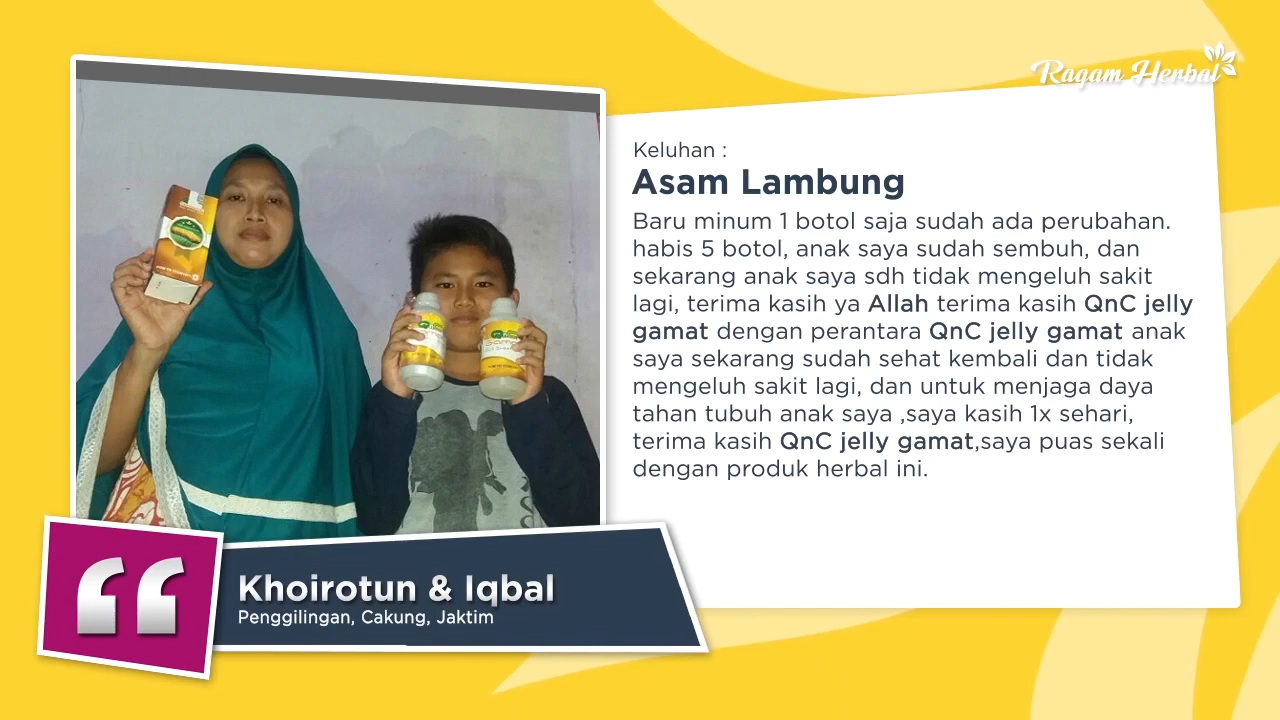 Ragam Herbal
Keluhan :
Asam Lambung
Baru minum 1 botol saja sudah ada perubahan.
habis 5 botol, anak saya sudah sembuh, dan
sekarang anak saya sdh tidak mengeluh sakit
lagi, terima kasih ya Allah terima kasih QnC jelly
gamat dengan perantara QnC jelly gamat anak
saya sekarang sudah sehat kembali dan tidak
mengeluh sakit lagi, dan untuk menjaga daya
tahan tubuh anak saya ,saya kasih 1x sehari,
terima kasih QnC jelly gamat,saya puas sekali
dengan produk herbal ini.
Khoirotun & Iqbal
Penggilingan, Cakung, Jaktim